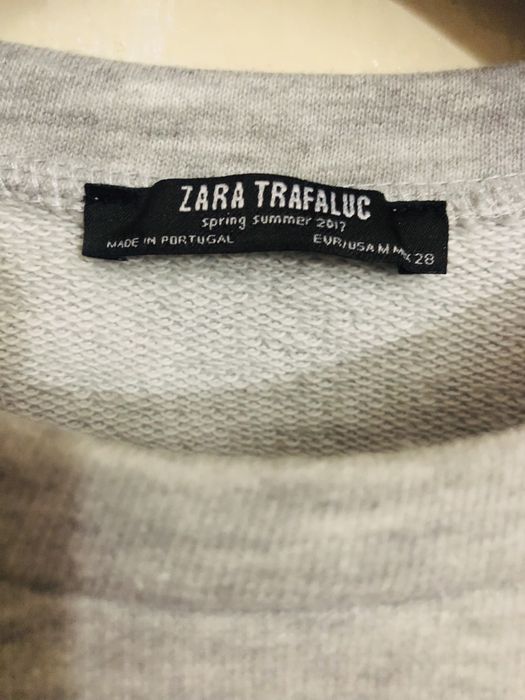 ZARA TRAFALUC
spring summer 2017
MADE IN PORTUGAL EUR/USA M MEX 28